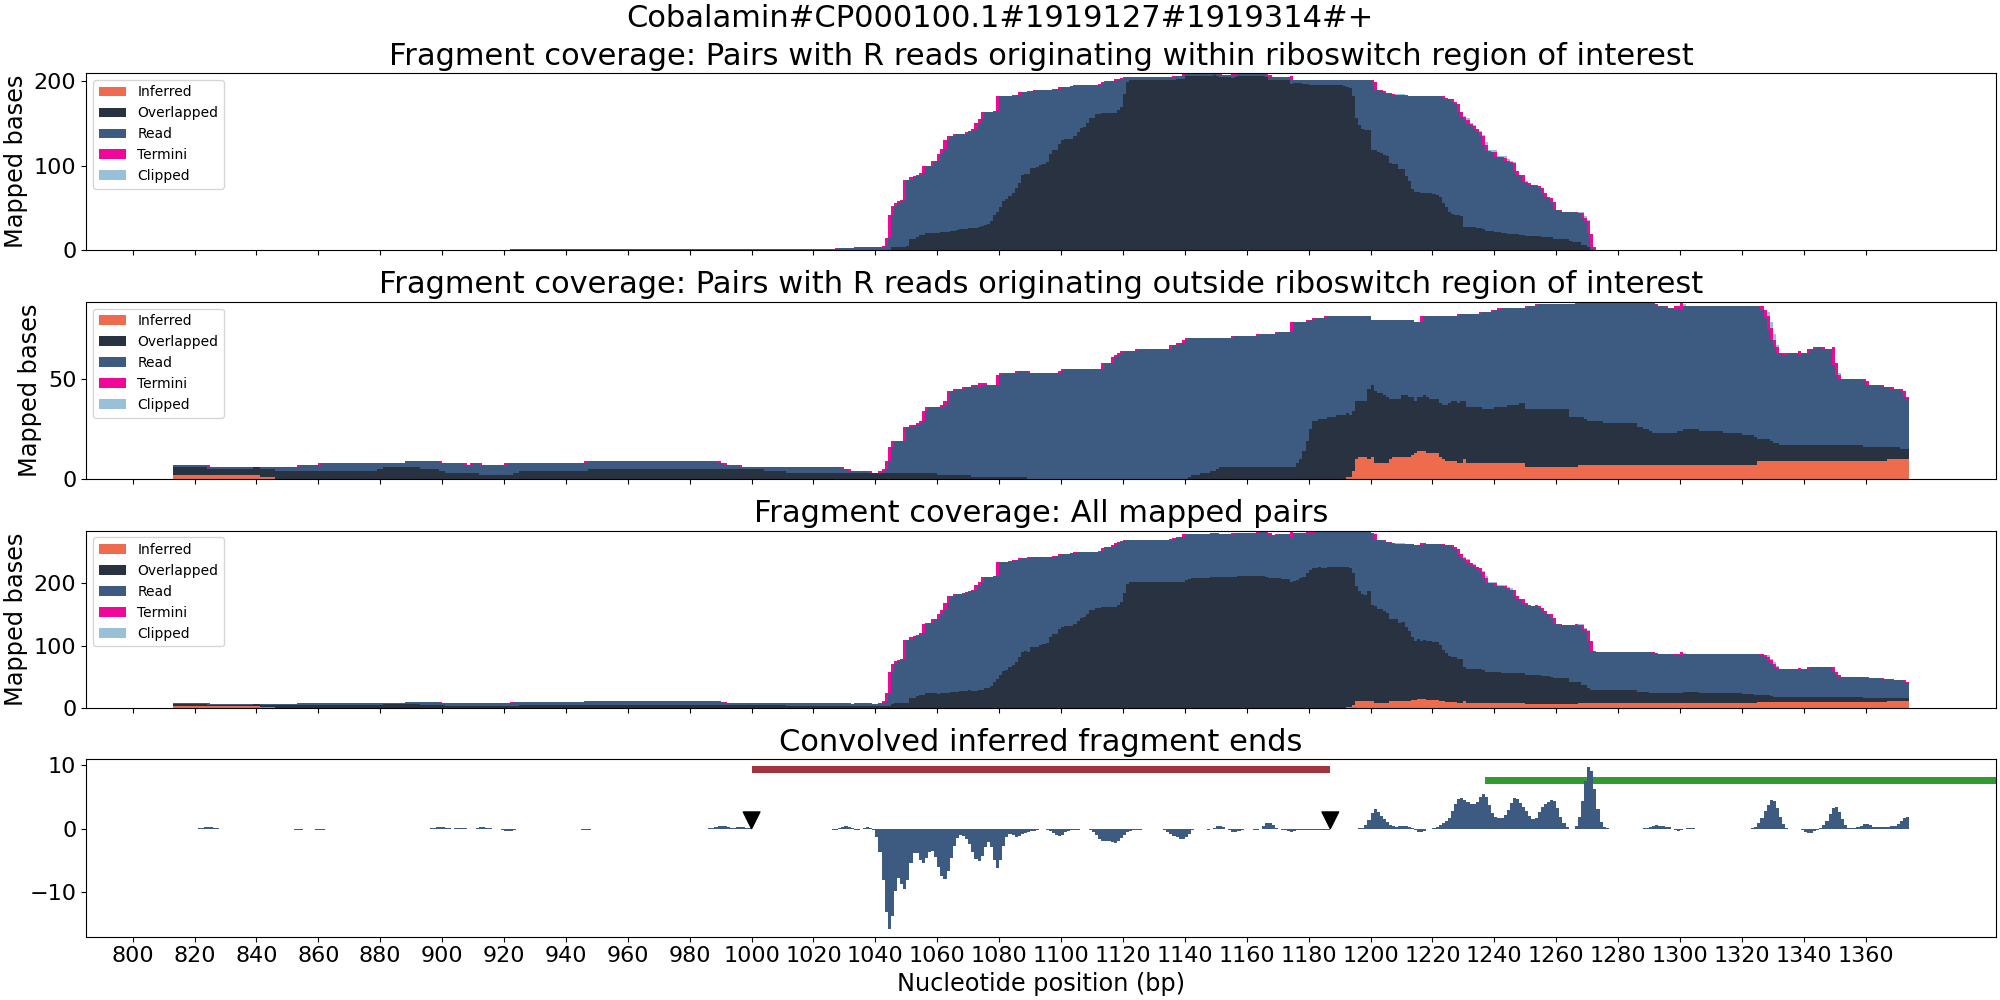 Cobalamin#CP000100.1#1919127#1919314#+
Fragment coverage: Pairs with R reads originating within riboswitch region of interest
Mapped bases
200
100
0
Inferred
Overlapped
Read
Termini
Clipped
Fragment coverage: Pairs with R reads originating outside riboswitch region of interest
Mapped bases
50
0
Inferred
Overlapped
Read
Termini
Clipped
Fragment coverage: All mapped pairs
Mapped bases
200
100
0
Inferred
Overlapped
Read
Termini
Clipped
Convolved inferred fragment ends
10
0
−10
800 820 840 860 880 900 920 940 960 980 1000 1020 1040 1060 1080 1100 1120 1140 1160 1180 1200 1220 1240 1260 1280 1300 1320 1340 1360
Nucleotide position (bp)